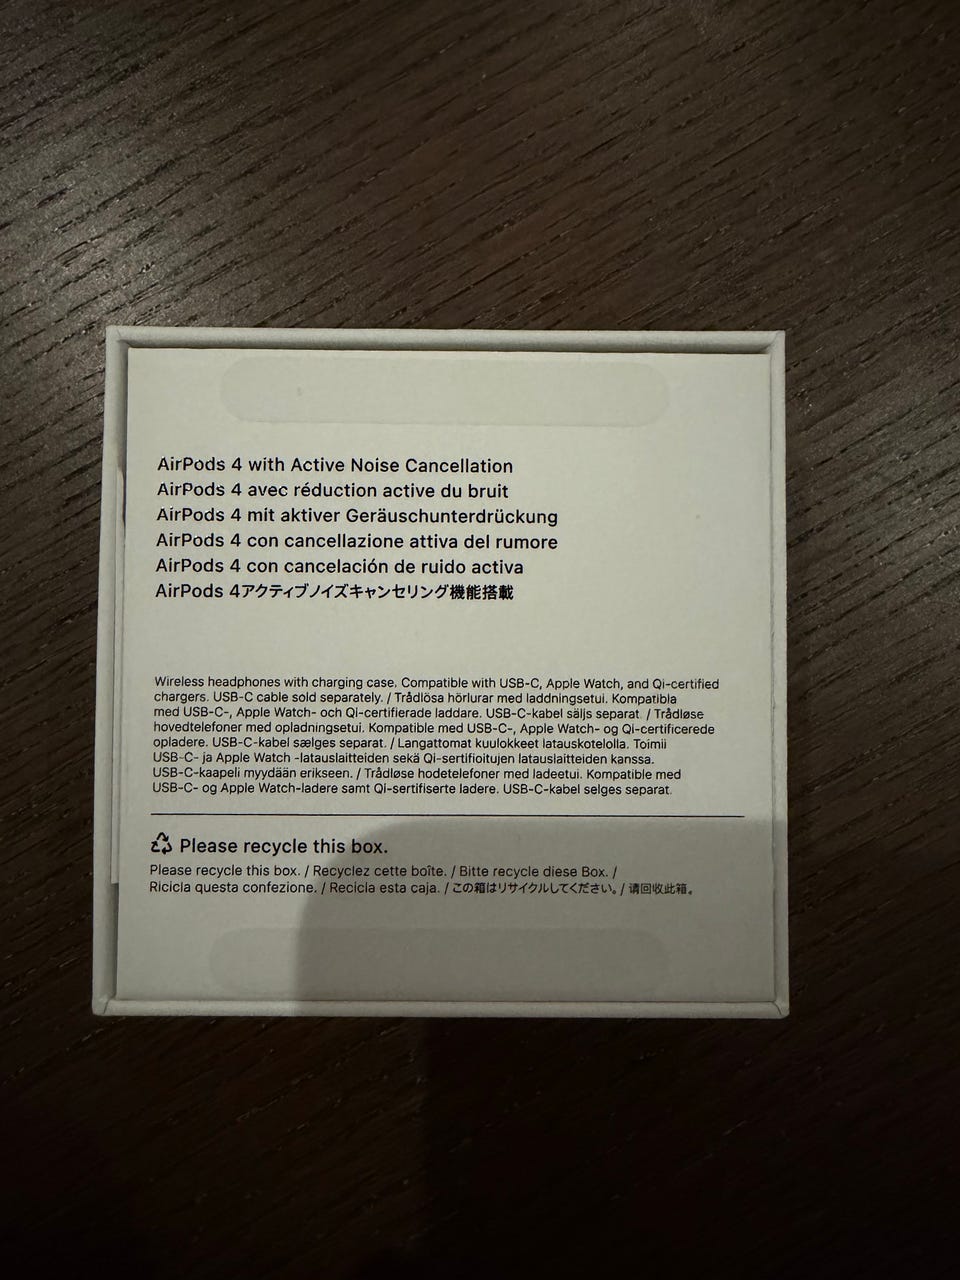 AirPods 4 with Active Noise Cancellation
AirPods 4 avec réduction active du bruit
AirPods 4 mit aktiver Geräuschunterdrückung
AirPods 4 con cancellazione attiva del rumore
AirPods 4 con cancelación de ruido activa
AirPods 4アクティブノイズキャンセリング機能搭載
Wireless headphones with charging case. Compatible with USB-C, Apple Watch, and Qi-certified
chargers. USB-C cable sold separately. / Trådlösa hörlurar med laddningsetui. Kompatibla
med USB-C-, Apple Watch- och Qi-certifierade laddare. USB-C-kabel säljs separat. / Trådløse
hovedtelefoner med opladningsetui. Kompatible med USB-C-, Apple Watch- og Qi-certificerede
opladere. USB-C-kabel sælges separat. / Langattomat kuulokkeet latauskotelolla. Toimii
USB-C- ja Apple Watch -latauslaitteiden sekä Qi-sertifioitujen latauslaitteiden kanssa.
USB-C-kaapeli myydään erikseen. / Trådløse hodetelefoner med ladeetui. Kompatible med
USB-C- og Apple Watch-ladere samt Qi-sertifiserte ladere. USB-C-kabel selges separat.
Please recycle this box.
Please recycle this box. / Recyclez cette boîte. / Bitte recycle diese Box. /
Ricicla questa confezione. / Recicla esta caja. / この箱はリサイクルしてください。/ 请回收此箱。